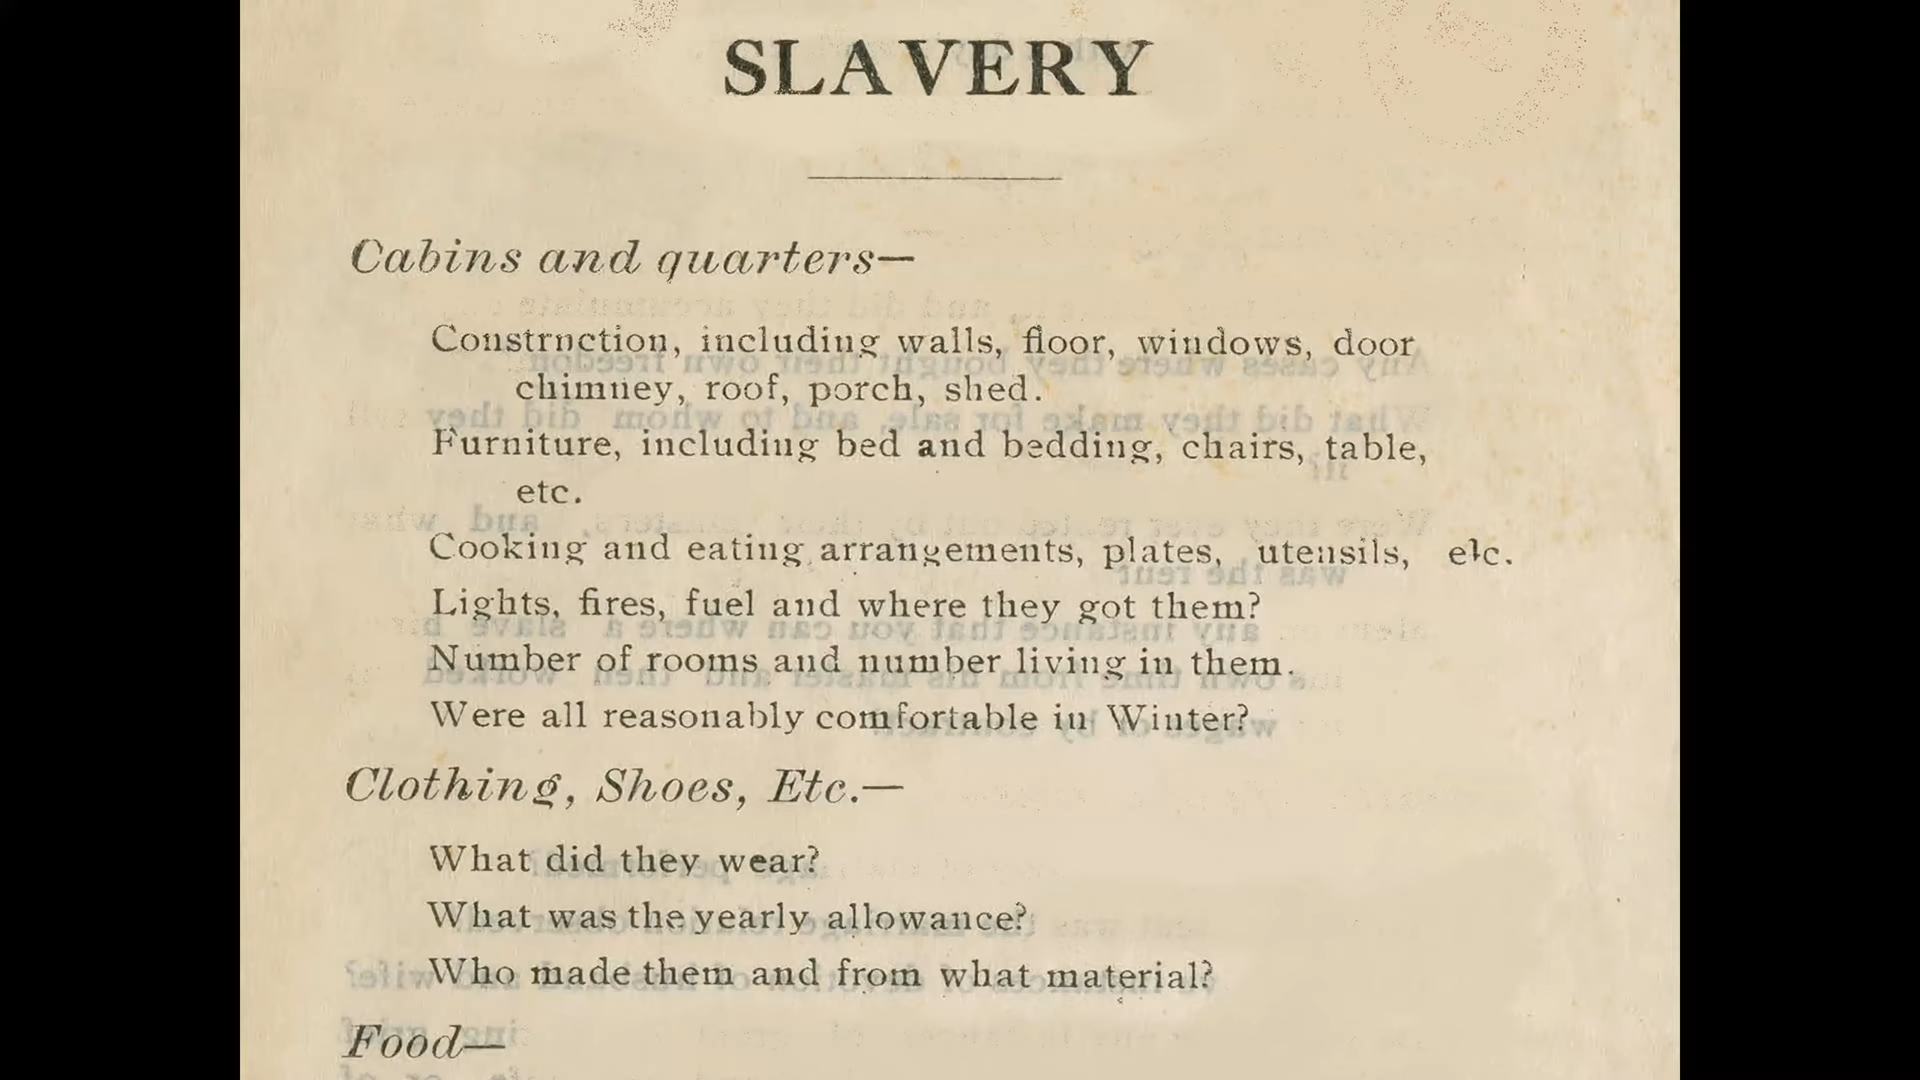 SLAVERY
Cabins and quarters—
Construction, including walls, floor, windows, door
chimney, roof, porch, shed.
Furniture, including bed and bedding, chairs, table,
etc.
Cooking and eating arrangements, plates, utensils, etc.
Lights, fires, fuel and where they got them?
Number of rooms and number living in them.
Were all reasonably comfortable in Winter?
Clothing, Shoes, Etc.—
What did they wear?
What was the yearly allowance?
Who made them and from what material?
Food—